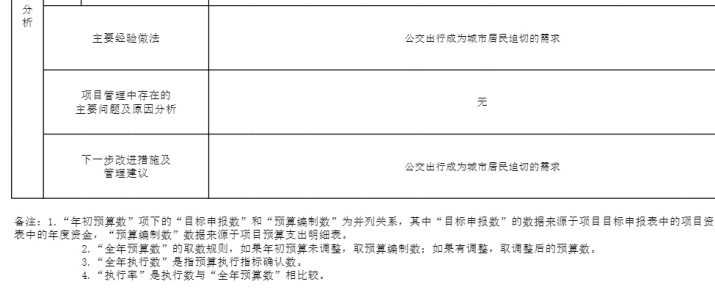 分
析
主要经验做法
公交出行成为城市居民迫切的需求
项目管理中存在的
主要问题及原因分析
无
下一步改进措施及
管理建议
公交出行成为城市居民迫切的需求
备注：1.“年初预算数”项下的“目标申报数”和“预算编制数”为并列关系，其中“目标申报数”的数据来源于项目目标申报表中的项目资
表中的年度资金，“预算编制数”数据来源于项目预算支出明细表。
2.“全年预算数”的取数规则，如果年初预算未调整，取预算编制数；如果有调整，取调整后的预算数。
3.“全年执行数”是指预算执行指标确认数。
4.“执行率”是执行数与“全年预算数”相比较。